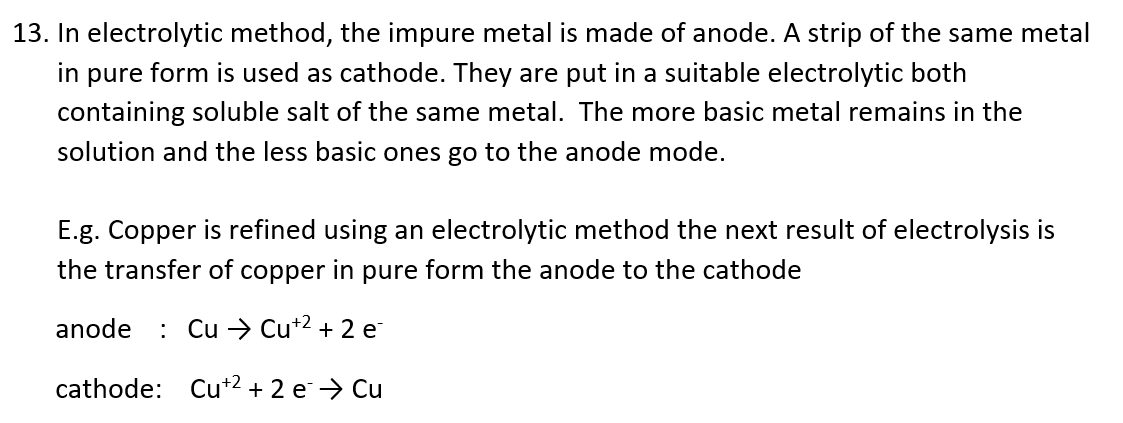 13. In electrolytic method, the impure metal is made of anode. A strip of the same metal
in pure form is used as cathode. They are put in a suitable electrolytic both
containing soluble salt of the same metal.  The more basic metal remains in the
solution and the less basic ones go to the anode mode.
E.g. Copper is refined using an electrolytic method the next result of electrolysis is
the transfer of copper in pure form the anode to the cathode
anode : Cu → Cu⁺² + 2 e⁻
cathode: Cu⁺² + 2 e⁻ → Cu